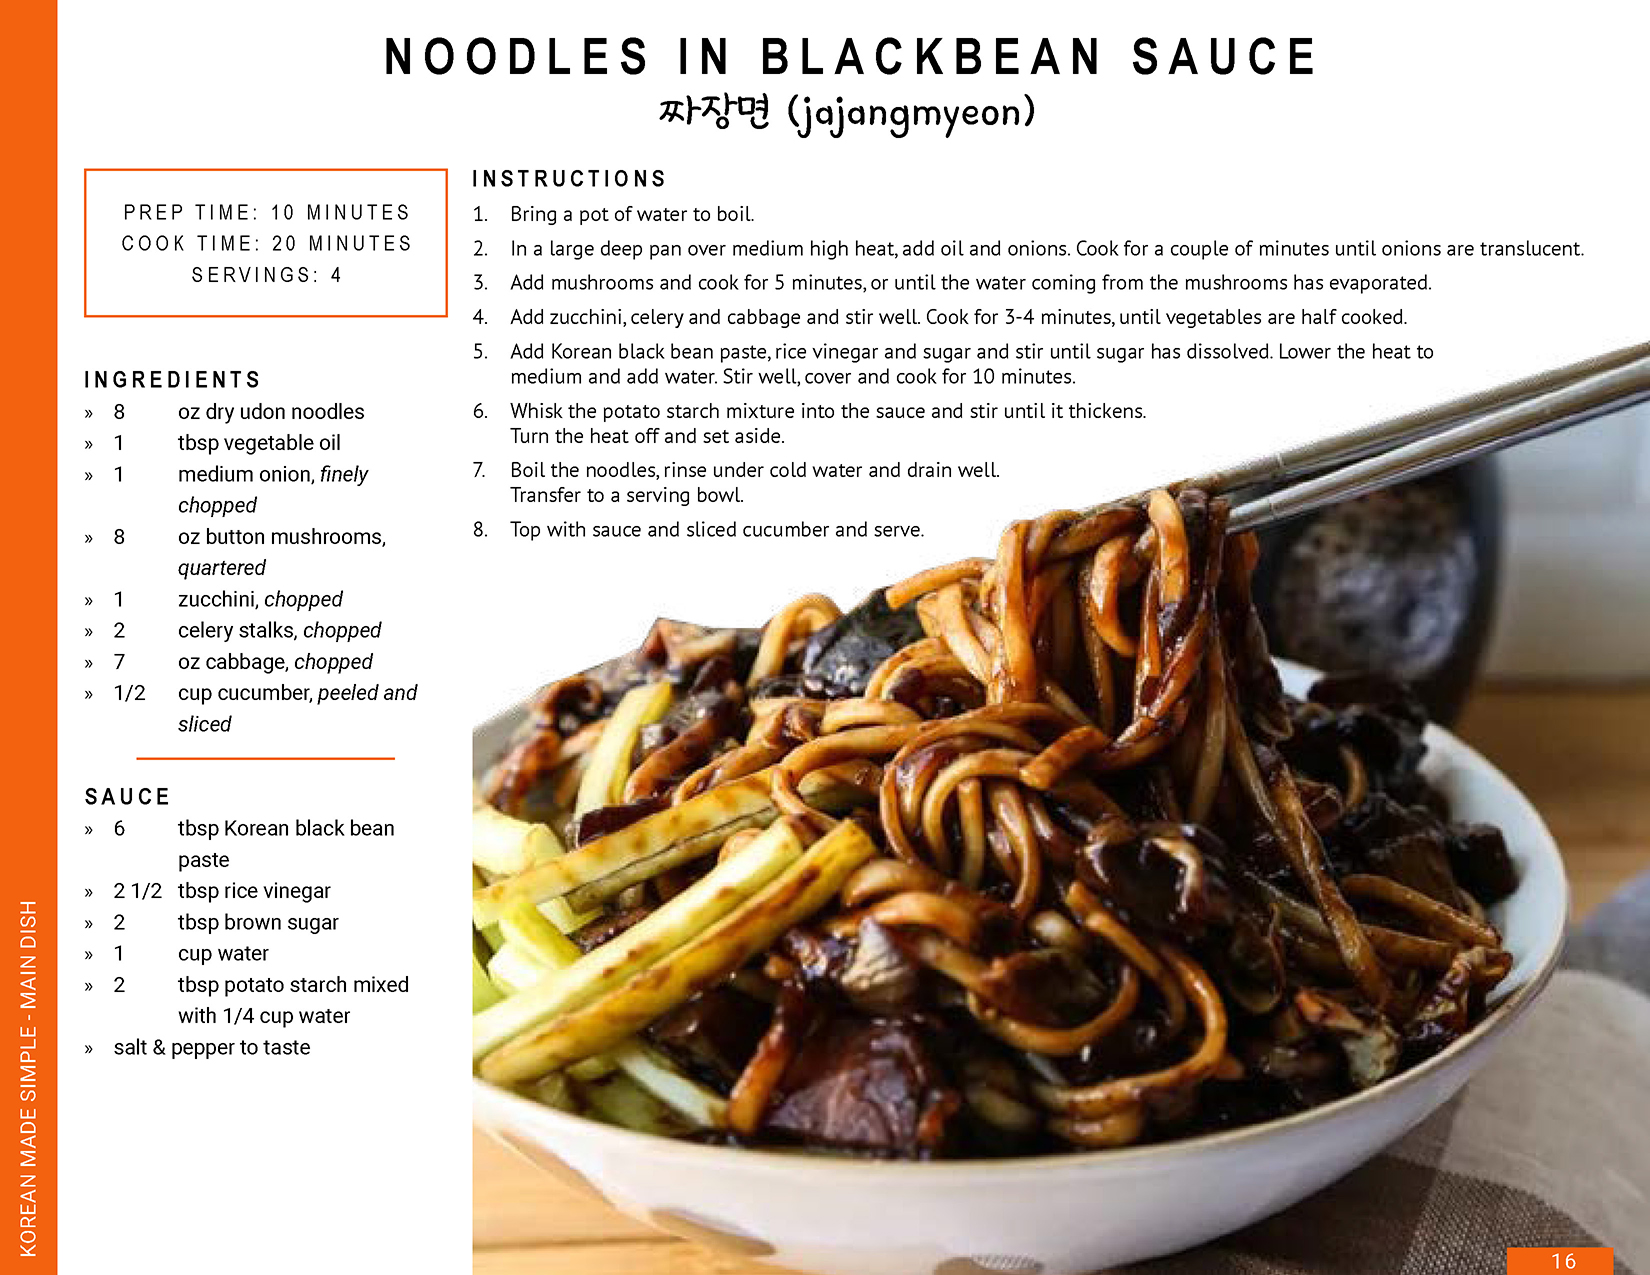 NOODLES IN BLACKBEAN SAUCE
짜장면 (jajangmyeon)
PREP TIME: 10 MINUTES
COOK TIME: 20 MINUTES
SERVINGS: 4
INGREDIENTS
» 8 oz dry udon noodles
» 1 tbsp vegetable oil
» 1 medium onion, finely
chopped
» 8 oz button mushrooms,
quartered
» 1 zucchini, chopped
» 2 celery stalks, chopped
» 7 oz cabbage, chopped
» 1/2 cup cucumber, peeled and
sliced
SAUCE
» 6 tbsp Korean black bean
paste
» 2 1/2 tbsp rice vinegar
» 2 tbsp brown sugar
» 1 cup water
» 2 tbsp potato starch mixed
with 1/4 cup water
» salt & pepper to taste
INSTRUCTIONS
1. Bring a pot of water to boil.
2. In a large deep pan over medium high heat, add oil and onions. Cook for a couple of minutes until onions are translucent.
3. Add mushrooms and cook for 5 minutes, or until the water coming from the mushrooms has evaporated.
4. Add zucchini, celery and cabbage and stir well. Cook for 3-4 minutes, until vegetables are half cooked.
5. Add Korean black bean paste, rice vinegar and sugar and stir until sugar has dissolved. Lower the heat to
medium and add water. Stir well, cover and cook for 10 minutes.
6. Whisk the potato starch mixture into the sauce and stir until it thickens.
Turn the heat off and set aside.
7. Boil the noodles, rinse under cold water and drain well.
Transfer to a serving bowl.
8. Top with sauce and sliced cucumber and serve.
KOREAN MADE SIMPLE - MAIN DISH
16